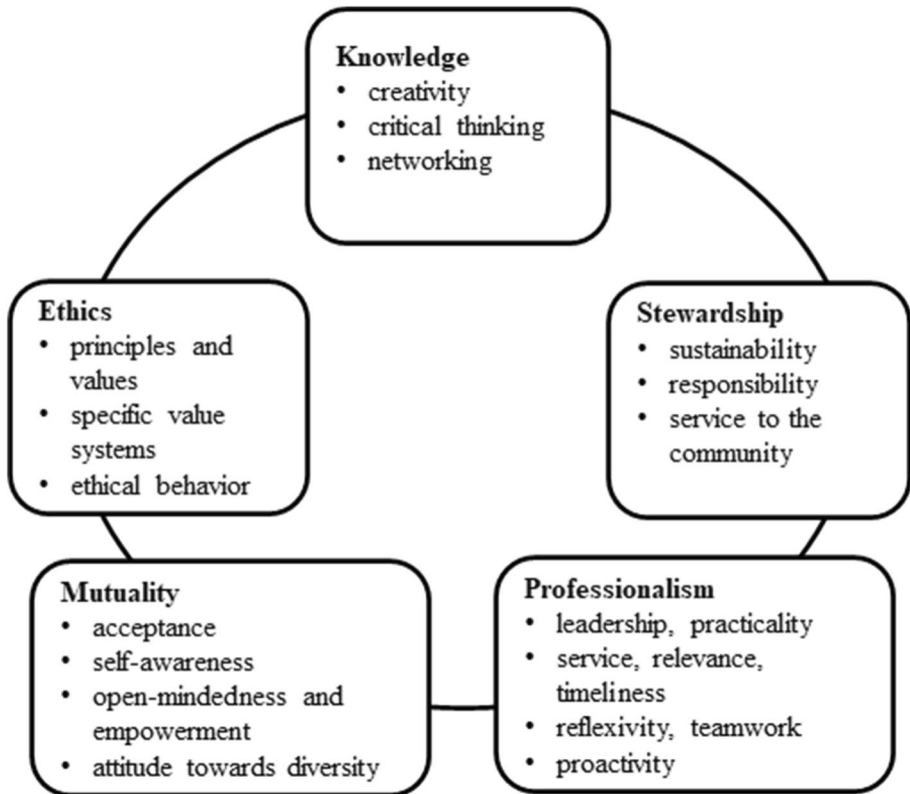 Knowledge
• creativity
• critical thinking
• networking
Ethics
• principles and
values
• specific value
systems
• ethical behavior
Stewardship
• sustainability
• responsibility
• service to the
community
Mutuality
• acceptance
• self-awareness
• open-mindedness and
empowerment
• attitude towards diversity
Professionalism
• leadership, practicality
• service, relevance,
timeliness
• reflexivity, teamwork
• proactivity